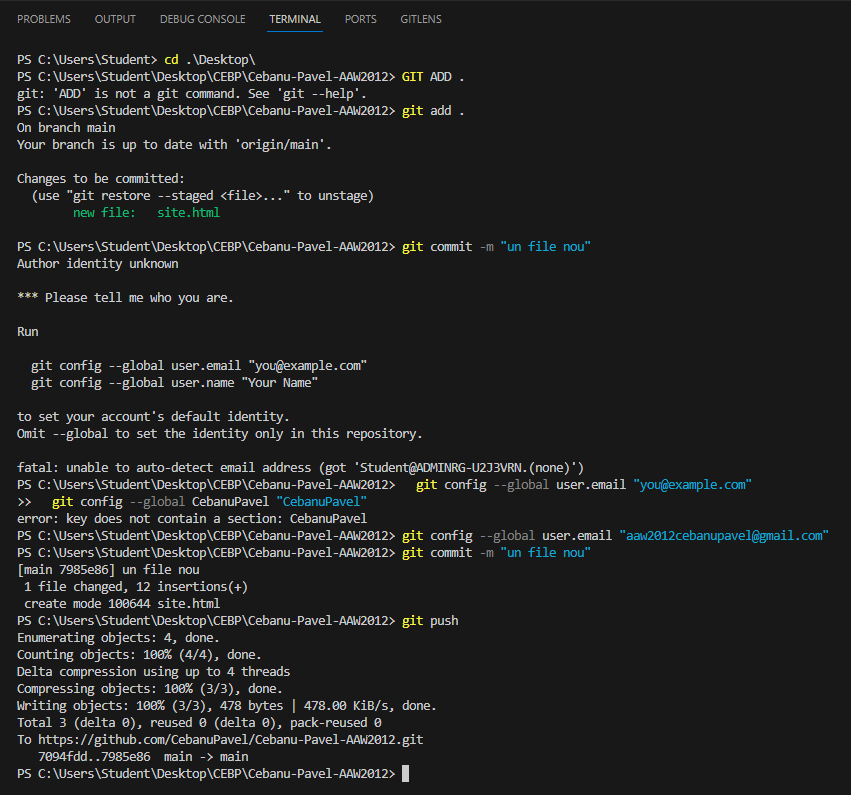 PROBLEMS OUTPUT DEBUG CONSOLE TERMINAL PORTS GITLENS
PS C:\Users\Student> cd .\Desktop\
PS C:\Users\Student\Desktop\CEBP\Cebanu-Pavel-AAW2012> GIT ADD .
git: 'ADD' is not a git command. See 'git --help'.
PS C:\Users\Student\Desktop\CEBP\Cebanu-Pavel-AAW2012> git add .
On branch main
Your branch is up to date with 'origin/main'.
Changes to be committed:
  (use "git restore --staged <file>..." to unstage)
        new file:   site.html
PS C:\Users\Student\Desktop\CEBP\Cebanu-Pavel-AAW2012> git commit -m "un file nou"
Author identity unknown
*** Please tell me who you are.
Run
  git config --global user.email "you@example.com"
  git config --global user.name "Your Name"
to set your account's default identity.
Omit --global to set the identity only in this repository.
fatal: unable to auto-detect email address (got 'Student@ADMINRG-U2J3VRN.(none)')
PS C:\Users\Student\Desktop\CEBP\Cebanu-Pavel-AAW2012>   git config --global user.email "you@example.com"
>>   git config --global CebanuPavel "CebanuPavel"
error: key does not contain a section: CebanuPavel
PS C:\Users\Student\Desktop\CEBP\Cebanu-Pavel-AAW2012> git config --global user.email "aaw2012cebanupavel@gmail.com"
PS C:\Users\Student\Desktop\CEBP\Cebanu-Pavel-AAW2012> git commit -m "un file nou"
[main 7985e86] un file nou
 1 file changed, 12 insertions(+)
 create mode 100644 site.html
PS C:\Users\Student\Desktop\CEBP\Cebanu-Pavel-AAW2012> git push
Enumerating objects: 4, done.
Counting objects: 100% (4/4), done.
Delta compression using up to 4 threads
Compressing objects: 100% (3/3), done.
Writing objects: 100% (3/3), 478 bytes | 478.00 KiB/s, done.
Total 3 (delta 0), reused 0 (delta 0), pack-reused 0
To https://github.com/CebanuPavel/Cebanu-Pavel-AAW2012.git
   7094fdd..7985e86  main -> main
PS C:\Users\Student\Desktop\CEBP\Cebanu-Pavel-AAW2012>